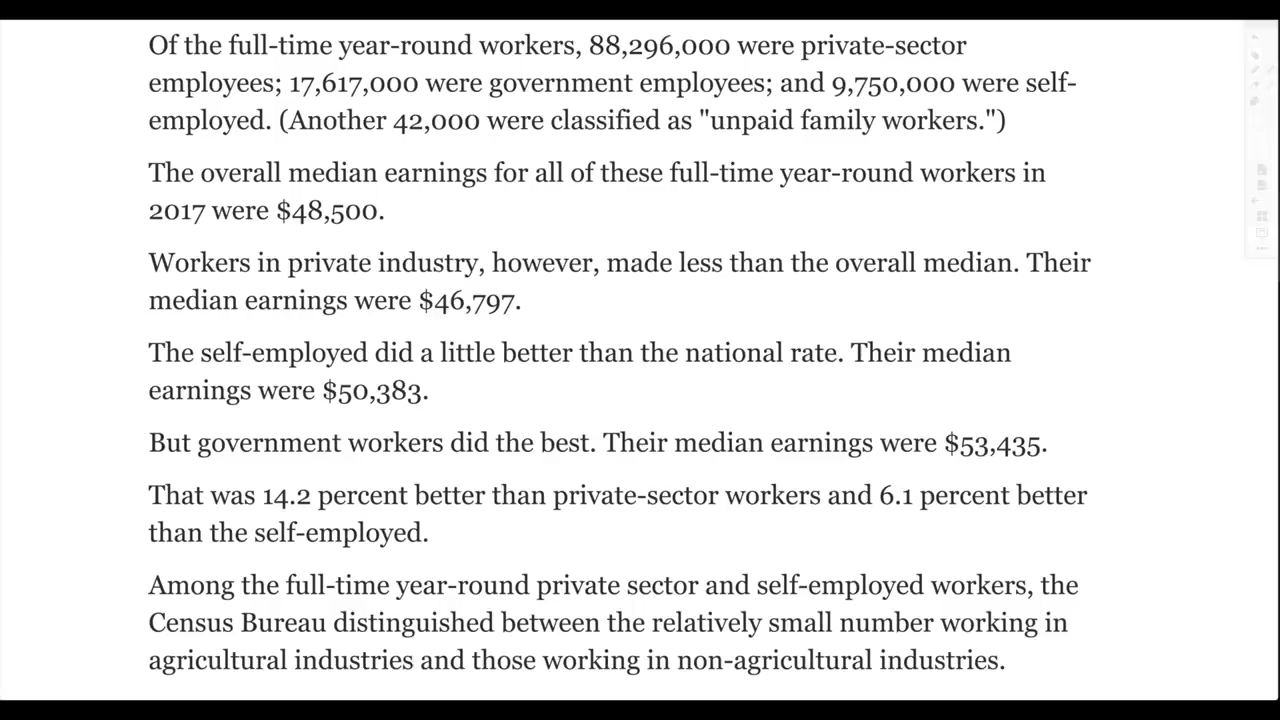 Of the full-time year-round workers, 88,296,000 were private-sector
employees; 17,617,000 were government employees; and 9,750,000 were self-
employed. (Another 42,000 were classified as "unpaid family workers.")
The overall median earnings for all of these full-time year-round workers in
2017 were $48,500.
Workers in private industry, however, made less than the overall median. Their
median earnings were $46,797.
The self-employed did a little better than the national rate. Their median
earnings were $50,383.
But government workers did the best. Their median earnings were $53,435.
That was 14.2 percent better than private-sector workers and 6.1 percent better
than the self-employed.
Among the full-time year-round private sector and self-employed workers, the
Census Bureau distinguished between the relatively small number working in
agricultural industries and those working in non-agricultural industries.